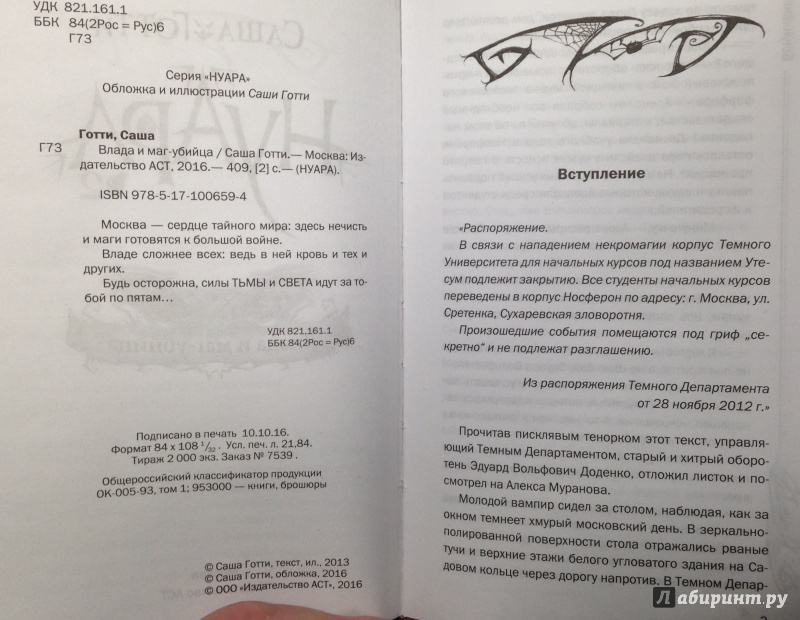 УДК 821.161.1
ББК 84(2Рос = Рус)6
Г73
Серия «НУАРА»
Обложка и иллюстрации Саши Готти
Готти, Саша
Г73 Влада и маг-убийца / Саша Готти.— Москва: Из-
дательство АСТ, 2016.— 409, [2] с.— (НУАРА).
ISBN 978-5-17-100659-4
Москва — сердце тайного мира: здесь нечисть
и маги готовятся к большой войне.
Владе сложнее всех: ведь в ней кровь и тех и
других.
Будь осторожна, силы ТЬМЫ и СВЕТА идут за то-
бой по пятам...
УДК 821.161.1
ББК 84(2Рос = Рус)6
Подписано в печать 10.10.16.
Формат 84 x 108 1/32. Усл. печ. л. 21,84.
Тираж 2 000 экз. Заказ № 7539.
Общероссийский классификатор продукции
ОК-005-93, том 1; 953000 — книги, брошюры
© Саша Готти, текст, ил., 2013
© Саша Готти, обложка, 2016
© ООО «Издательство АСТ», 2016
Вступление
«Распоряжение.
В связи с нападением некромагии корпус Темного
Университета для начальных курсов под названием Уте-
сум подлежит закрытию. Все студенты начальных курсов
переведены в корпус Носферон по адресу: г. Москва, ул.
Сретенка, Сухаревская зловоротня.
Произошедшие события помещаются под гриф „се-
кретно“ и не подлежат разглашению.
Из распоряжения Темного Департамента
от 28 ноября 2012 г.»
Прочитав писклявым тенорком этот текст, управля-
ющий Темным Департаментом, старый и хитрый оборо-
тень Эдуард Вольфович Доденко, отложил листок и по-
смотрел на Алекса Муранова.
Молодой вампир сидел за столом, наблюдая, как за
окном темнеет хмурый московский день. В зеркально-
полированной поверхности стола отражались рваные
тучи и верхние этажи белого угловатого здания на Са-
довом кольце через дорогу напротив. В Темном Депар-
Лабиринт.ру